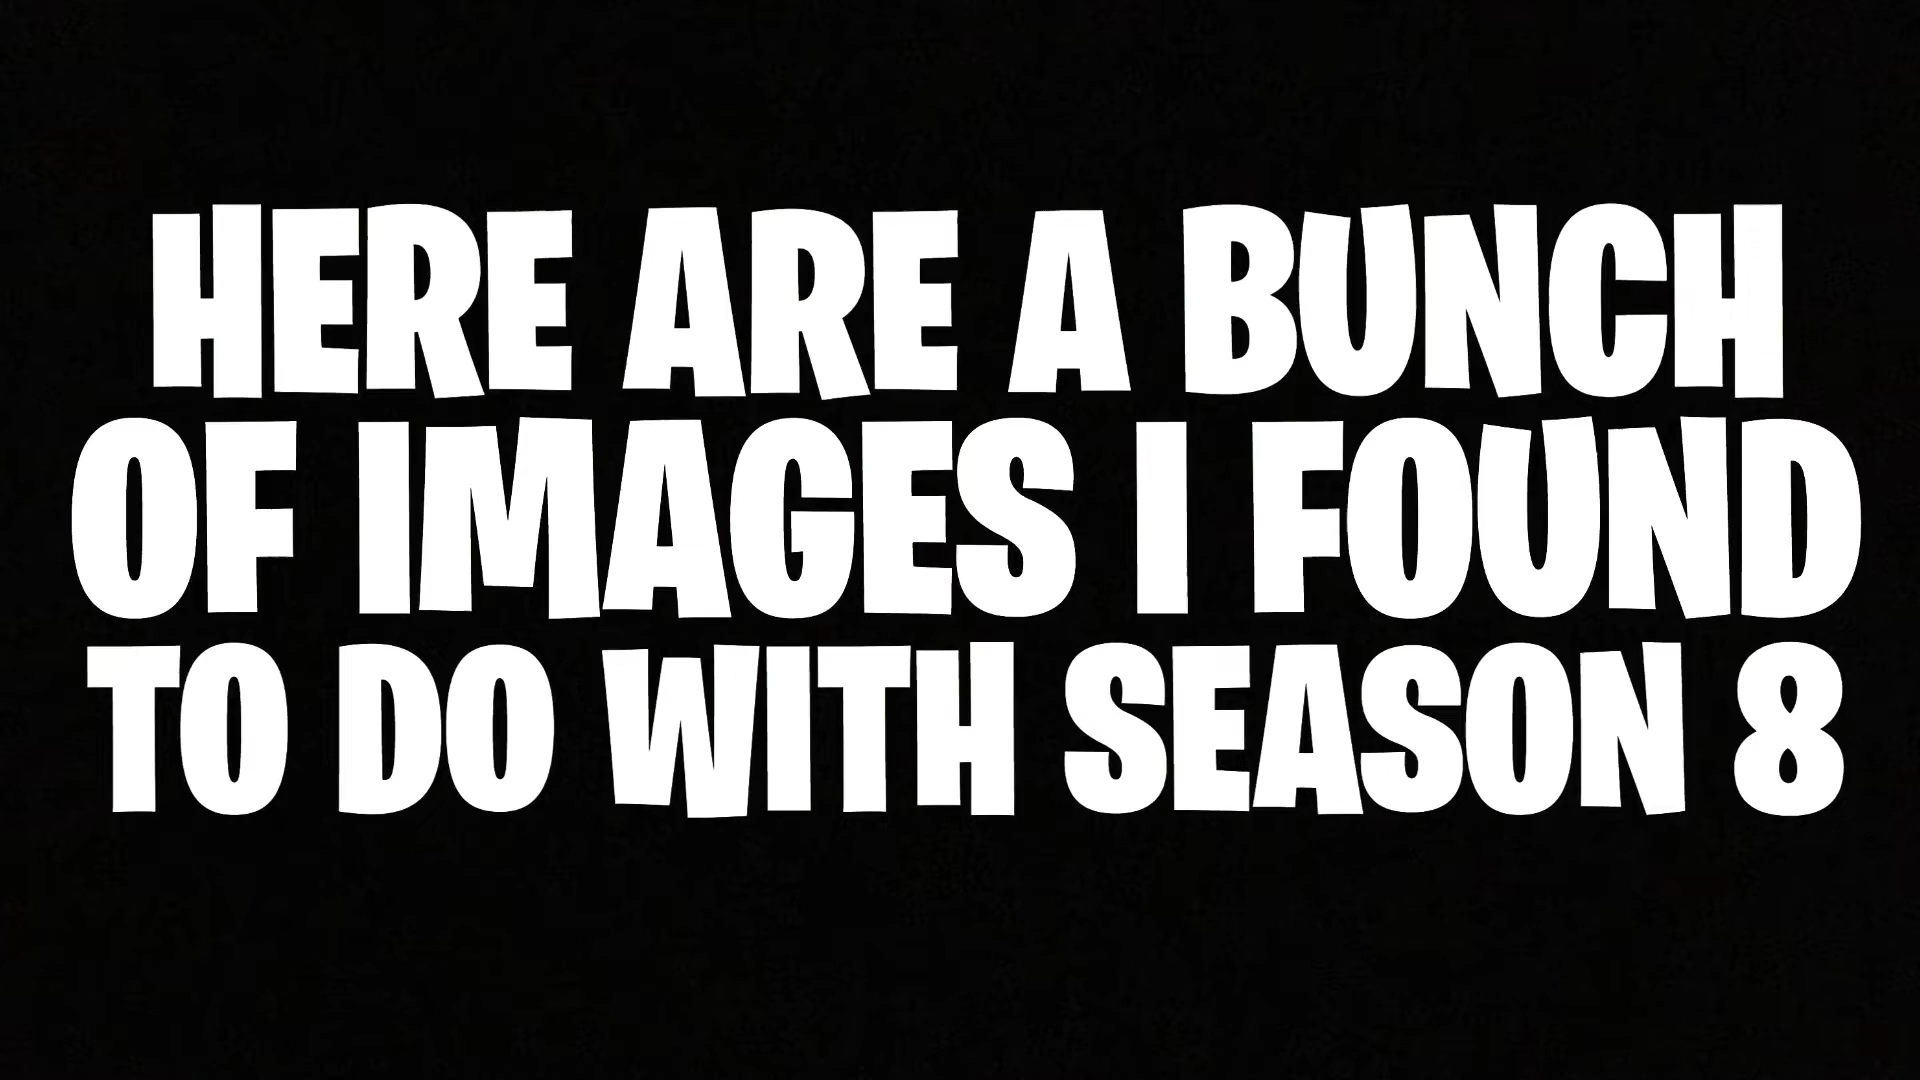 HERE ARE A BUNCH
OF IMAGES I FOUND
TO DO WITH SEASON 8